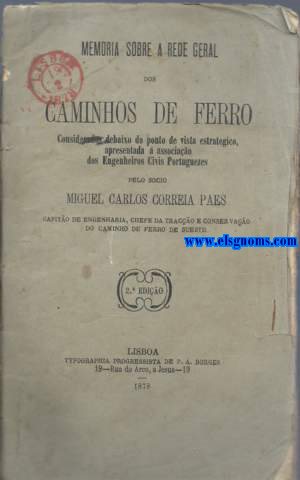 MEMORIA SOBRE A REDE GERAL
DOS
CAMINHOS DE FERRO
debaixo do ponto de vista estrategico,
apresentada á associação
dos Engenheiros Civis Portuguezes
PELO SOCIO
MIGUEL CARLOS CORREIA PAES
CAPITÃO DE ENGENHARIA, CHEFE DA TRACÇÃO E CONSERVAÇÃO
DO CAMINHO DE FERRO DE SUESTE
www.elsgnoms.com
2.ª EDIÇÃO
LISBOA
TYPOGRAPHIA PROGRESSISTA DE P. A. BORGES
19—Rua do Arco, a Jesus—19
1878
LISBOA